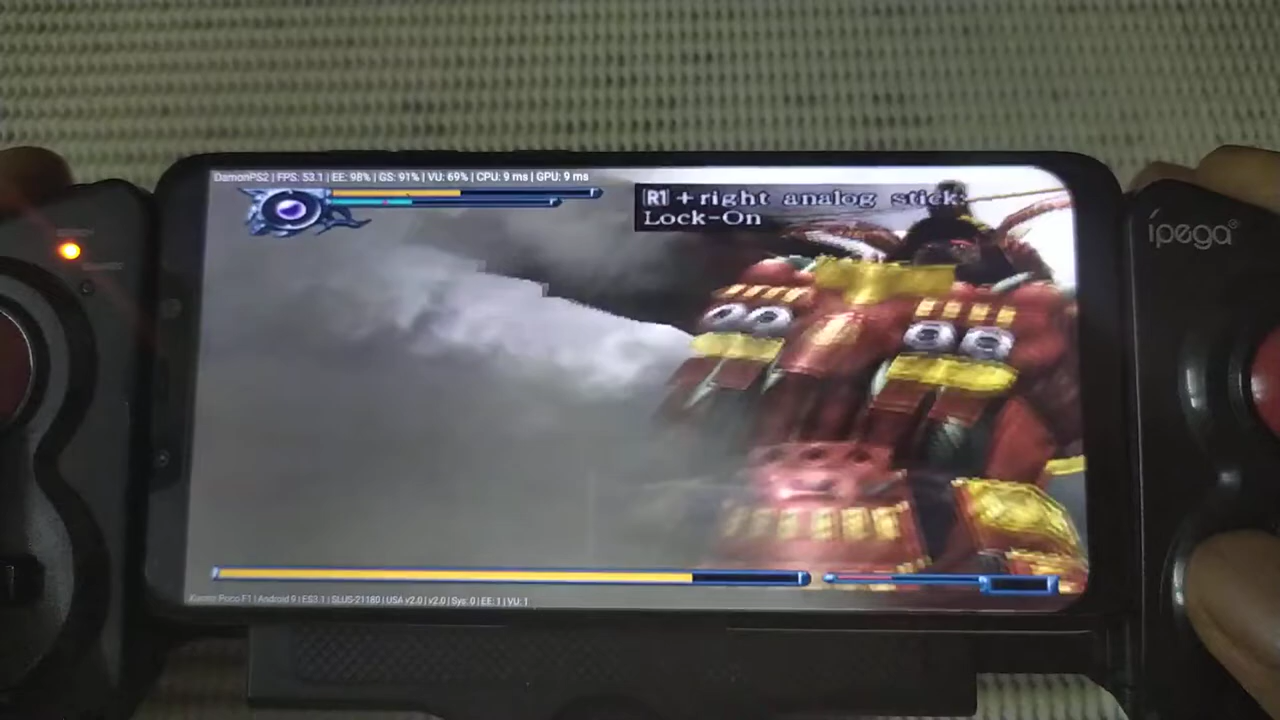 DamonPS2 | FPS: 53.1 | EE: 98% | GS: 91% | VU: 69% | CPU: 9 ms | GPU: 9 ms
R1 + right analog stick:
Lock-On
ípega®
Xiaomi Poco F1 | Android 9 | ES3.1 | SLUS-21180 | USA v2.0 | v2.0 | Sys: 0 | EE: 1 | VU: 1